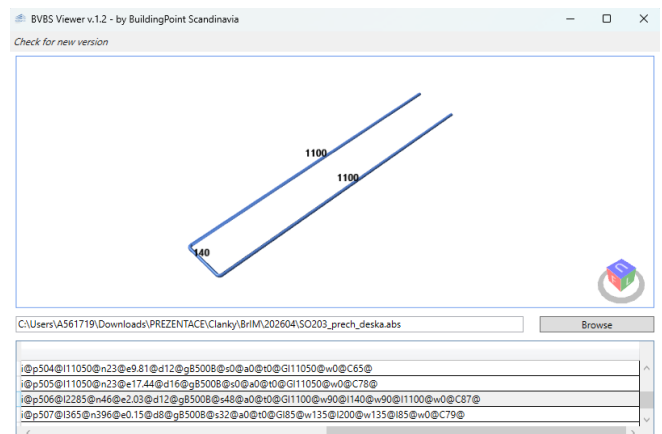 BVBS Viewer v.1.2 - by BuildingPoint Scandinavia
Check for new version
1100
1100
140
C:\Users\A561719\Downloads\PREZENTACE\Clanky\BrIM\202604\SO203_prech_deska.abs
Browse
i@p504@l11050@n23@e9.81@d12@gB500B@s0@a0@t0@Gl11050@w0@C65@
i@p505@l11050@n23@e17.44@d16@gB500B@s0@a0@t0@Gl11050@w0@C78@
i@p506@l2285@n46@e2.03@d12@gB500B@s48@a0@t0@Gl1100@w90@l140@w90@l1100@w0@C87@
i@p507@l365@n396@e0.15@d8@gB500B@s32@a0@t0@Gl85@w135@l200@w135@l85@w0@C79@